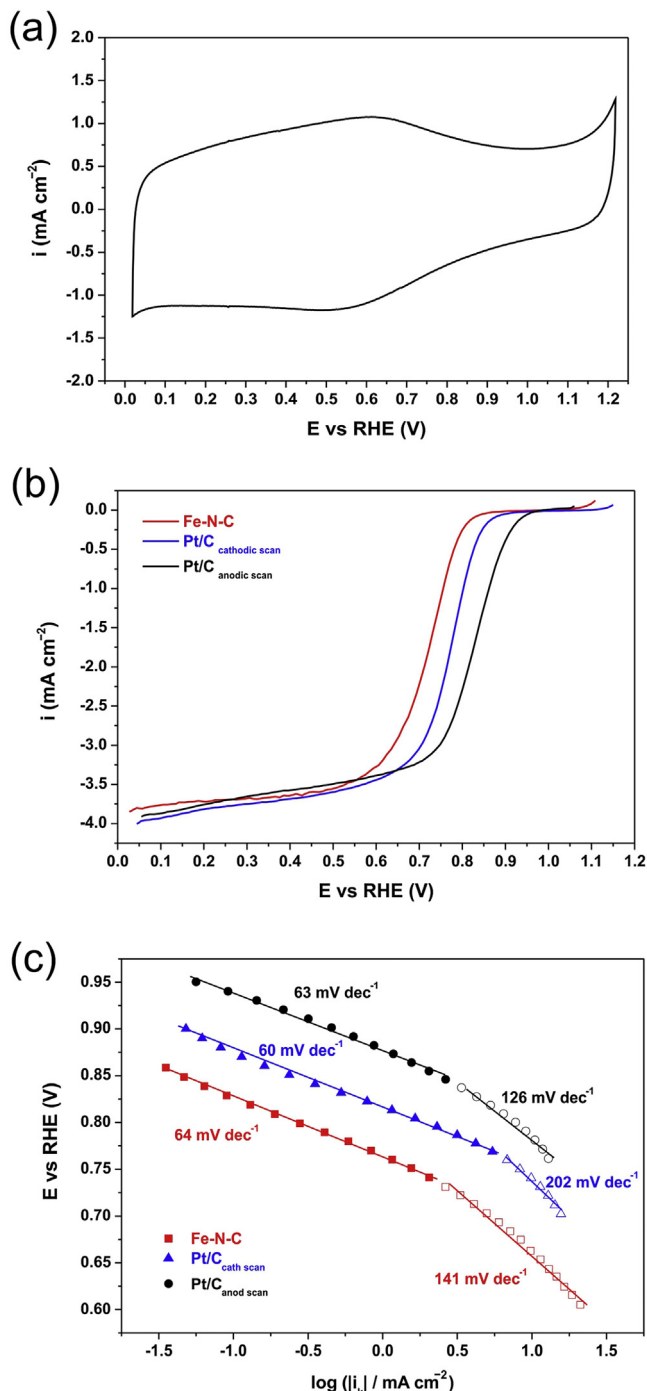 (a)
1.5
1.0
0.5
0.0
-0.5
-1.0
-1.5
-2.0
i (mA cm⁻²)
0.0 0.1 0.2 0.3 0.4 0.5 0.6 0.7 0.8 0.9 1.0 1.1 1.2
E vs RHE (V)
(b)
0.0
-0.5
-1.0
-1.5
-2.0
-2.5
-3.0
-3.5
-4.0
i (mA cm⁻²)
Fe-N-C
Pt/C cathodic scan
Pt/C anodic scan
0.0 0.1 0.2 0.3 0.4 0.5 0.6 0.7 0.8 0.9 1.0 1.1 1.2
E vs RHE (V)
(c)
0.95
0.90
0.85
0.80
0.75
0.70
0.65
0.60
E vs RHE (V)
63 mV dec⁻¹
60 mV dec⁻¹
64 mV dec⁻¹
126 mV dec⁻¹
202 mV dec⁻¹
141 mV dec⁻¹
Fe-N-C
Pt/C cath scan
Pt/C anod scan
-1.5 -1.0 -0.5 0.0 0.5 1.0 1.5
log (|iₖ| / mA cm⁻²)